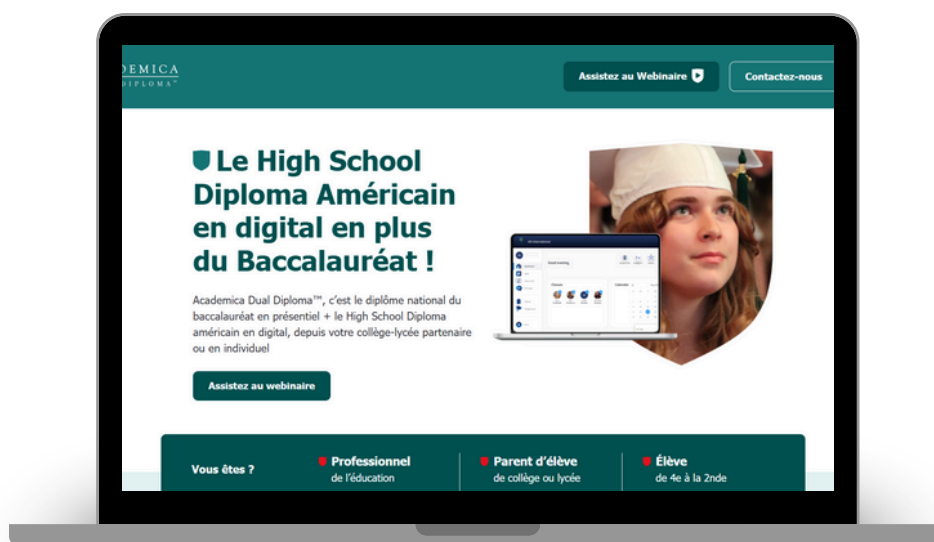 DEMICA
DIPLOMA™
Assistez au Webinaire
Contactez-nous
Le High School
Diploma Américain
en digital en plus
du Baccalauréat !
Academica Dual Diploma™, c'est le diplôme national du
baccalauréat en présentiel + le High School Diploma
américain en digital, depuis votre collège-lycée partenaire
ou en individuel
Assistez au webinaire
Vous êtes ?
Professionnel
de l'éducation
Parent d'élève
de collège ou lycée
Élève
de 4e à la 2nde